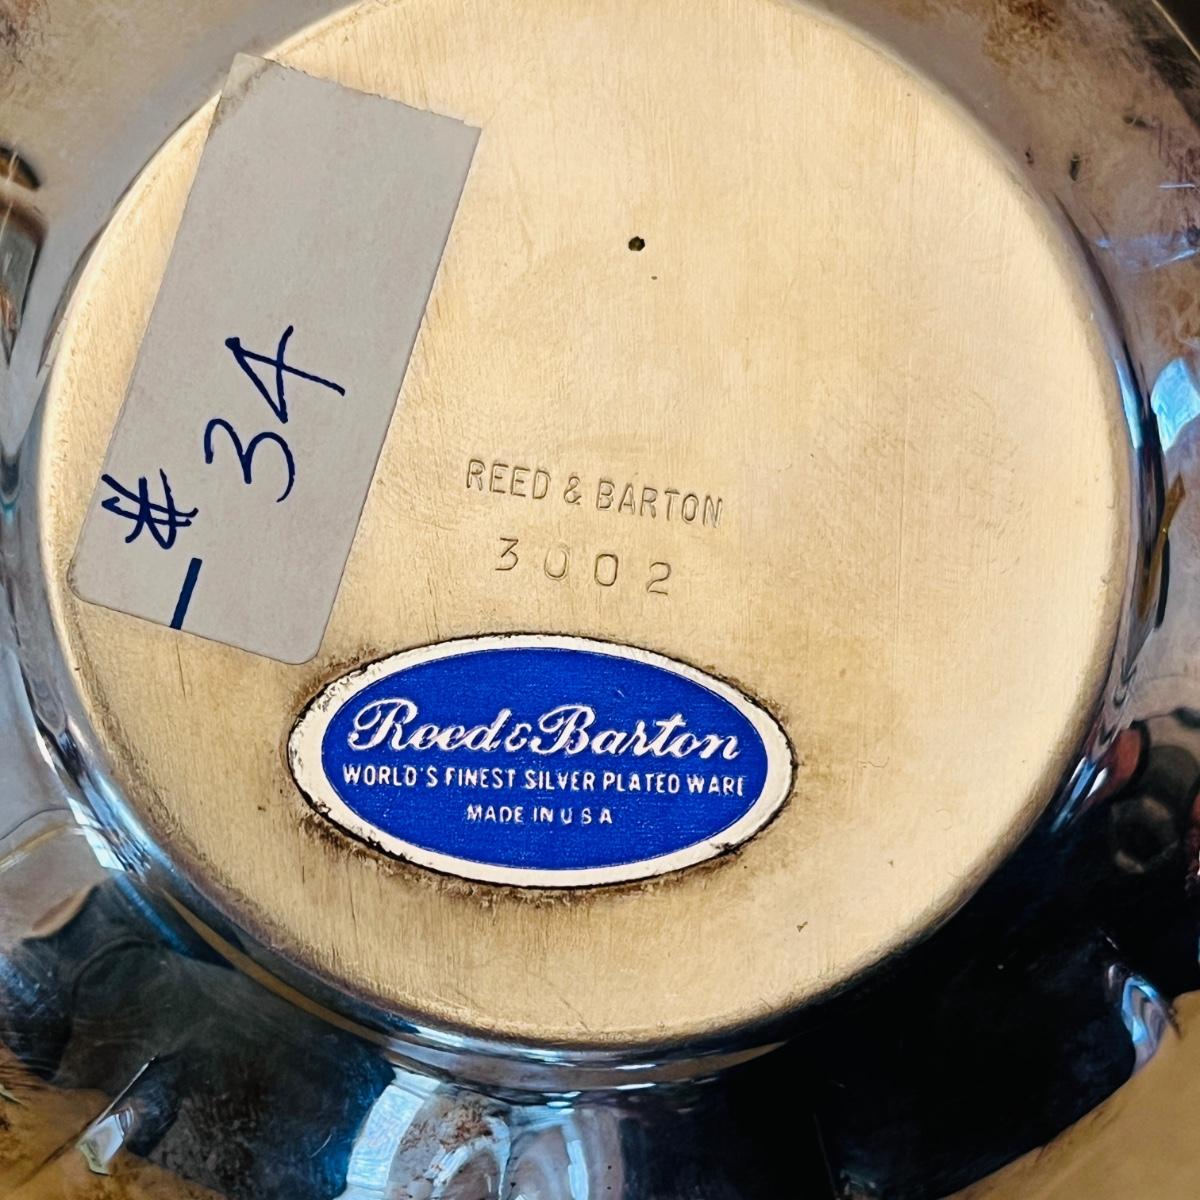 # 34
REED & BARTON
3002
Reed & Barton
WORLD'S FINEST SILVER PLATED WARE
MADE IN U S A